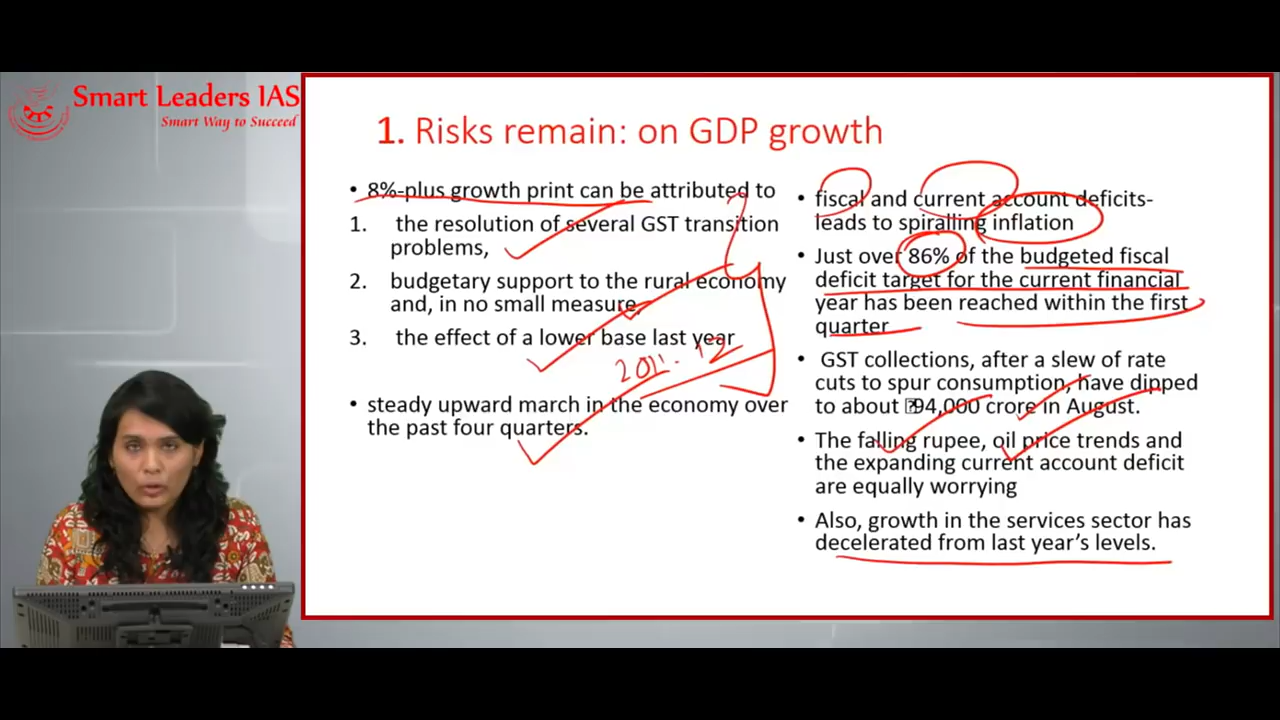 Smart Leaders IAS
Smart Way to Succeed
1. Risks remain: on GDP growth
• 8%-plus growth print can be attributed to
1. the resolution of several GST transition
problems,
2. budgetary support to the rural economy
and, in no small measure,
3. the effect of a lower base last year
2011-12
• steady upward march in the economy over
the past four quarters.
• fiscal and current account deficits-
leads to spiralling inflation
• Just over 86% of the budgeted fiscal
deficit target for the current financial
year has been reached within the first
quarter
• GST collections, after a slew of rate
cuts to spur consumption, have dipped
to about 94,000 crore in August.
• The falling rupee, oil price trends and
the expanding current account deficit
are equally worrying
• Also, growth in the services sector has
decelerated from last year's levels.